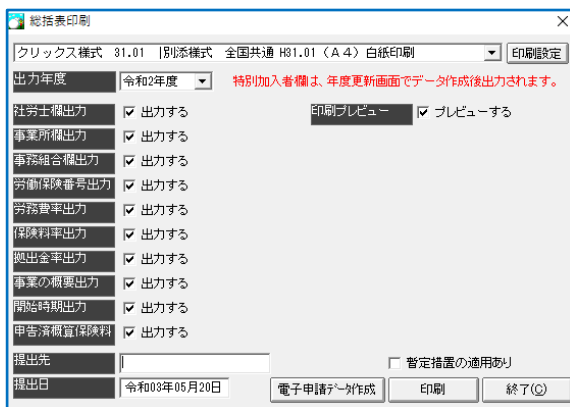 総括表印刷
クリックス様式 31.01 |別添様式 全国共通 H31.01（A4）白紙印刷 印刷設定
出力年度 令和2年度 特別加入者欄は、年度更新画面でデータ作成後出力されます。
社労士欄出力 出力する 印刷プレビュー プレビューする
事業所欄出力 出力する
事務組合欄出力 出力する
労働保険番号出力 出力する
労務費率出力 出力する
保険料率出力 出力する
拠出金率出力 出力する
事業の概要出力 出力する
開始時期出力 出力する
申告済概算保険料 出力する
提出先 暫定措置の適用あり
提出日 令和03年05月20日 電子申請データ作成 印刷 終了(C)